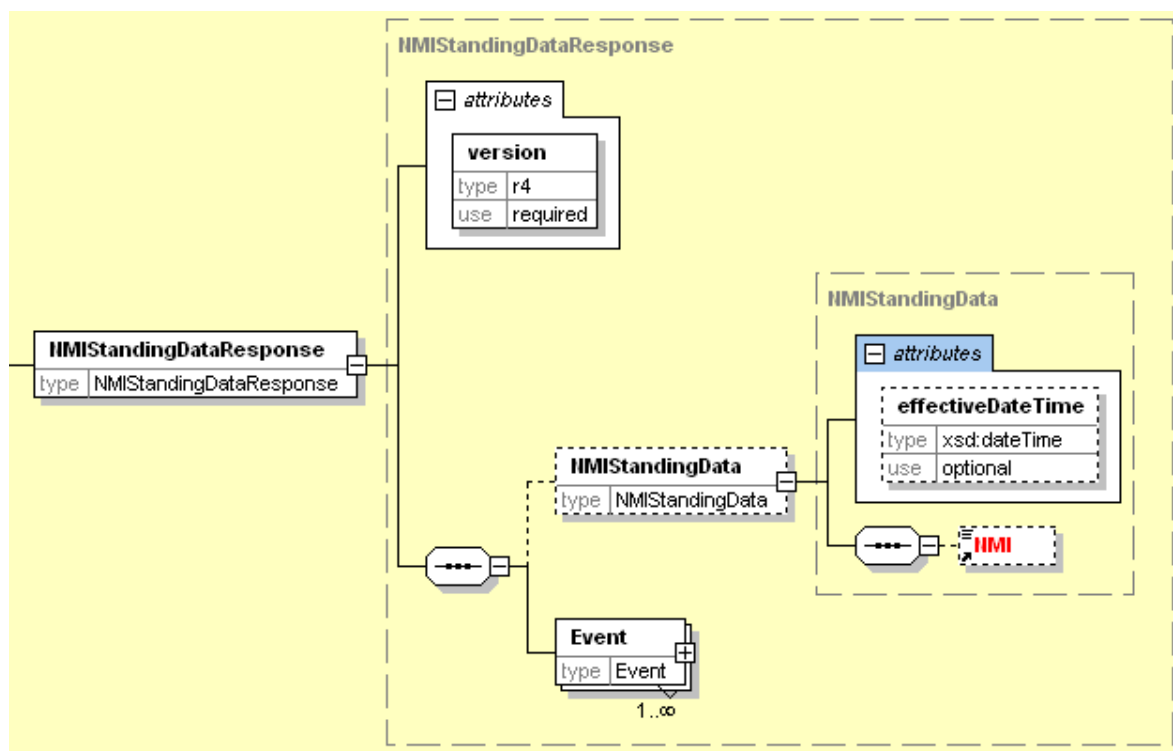 NMIStandingDataResponse
attributes
version
type r4
use required
NMIStandingData
NMIStandingDataResponse
type NMIStandingDataResponse
attributes
effectiveDateTime
type xsd:dateTime
use optional
NMIStandingData
type NMIStandingData
NMI
Event
type Event
1..∞